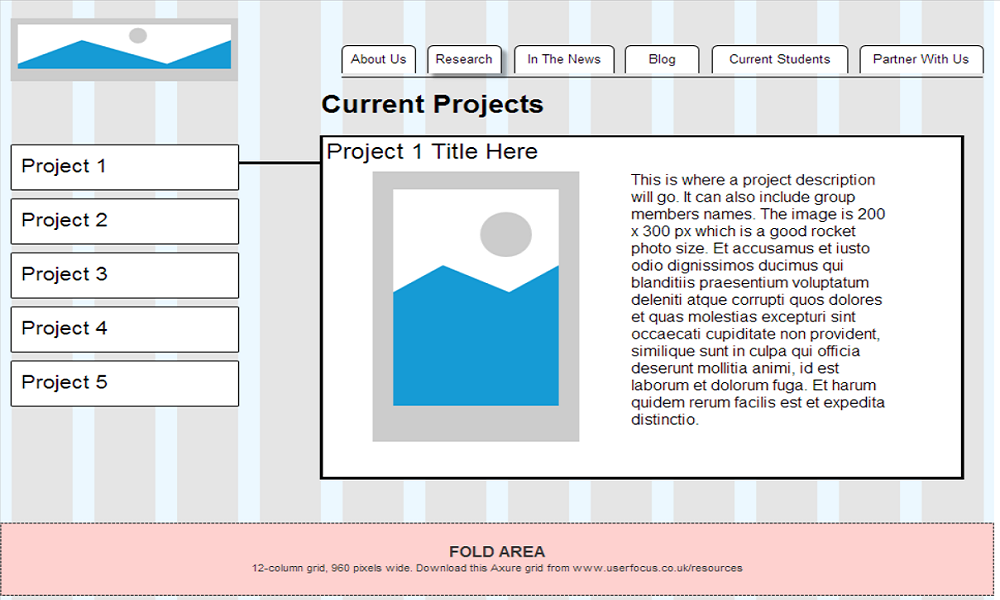 About Us
Research
In The News
Blog
Current Students
Partner With Us
Current Projects
Project 1
Project 2
Project 3
Project 4
Project 5
Project 1 Title Here
This is where a project description
will go. It can also include group
members names. The image is 200
x 300 px which is a good rocket
photo size. Et accusamus et iusto
odio dignissimos ducimus qui
blanditiis praesentium voluptatum
deleniti atque corrupti quos dolores
et quas molestias excepturi sint
occaecati cupiditate non provident,
similique sunt in culpa qui officia
deserunt mollitia animi, id est
laborum et dolorum fuga. Et harum
quidem rerum facilis est et expedita
distinctio.
FOLD AREA
12-column grid, 960 pixels wide. Download this Axure grid from www.userfocus.co.uk/resources